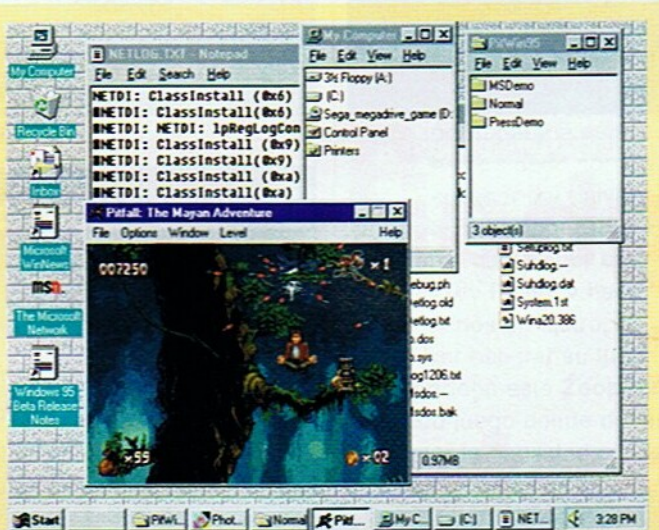 My Computer
Recycle Bin
Inbox
Microsoft
WinNews
msn.
The Microsoft
Network
Windows 95
Beta Release
Notes
NETLOG.TXT - Notepad
File Edit Search Help
NETDI: ClassInstall (0x6)
NETDI: ClassInstall (0x6)
NETDI: NETDI: lpRegLogCon
NETDI: ClassInstall (0x9)
NETDI: ClassInstall(0x9)
NETDI: ClassInstall(0xa)
NETDI: ClassInstall(0xa)
My Computer
File Edit View Help
3½ Floppy (A:)
(C:)
Sega_megadrive_game (D:
Control Panel
Printers
PitWin95
File Edit View Help
MSDemo
Normal
PressDemo
3 object(s)
Setuplog.txt
Suhdlog.--
Suhdlog.dat
System.1st
Wina20.386
ebug.ph
etlog.old
etlog.txt
.dos
.sys
og1206.txt
sdos.--
sdos.bak
0.97MB
Pitfall: The Mayan Adventure
File Options Window Level Help
007250 ×1
×99 ×02
Start PitWi... Phot... Normal Pitf... My C... (C:) NET... 3:28 PM